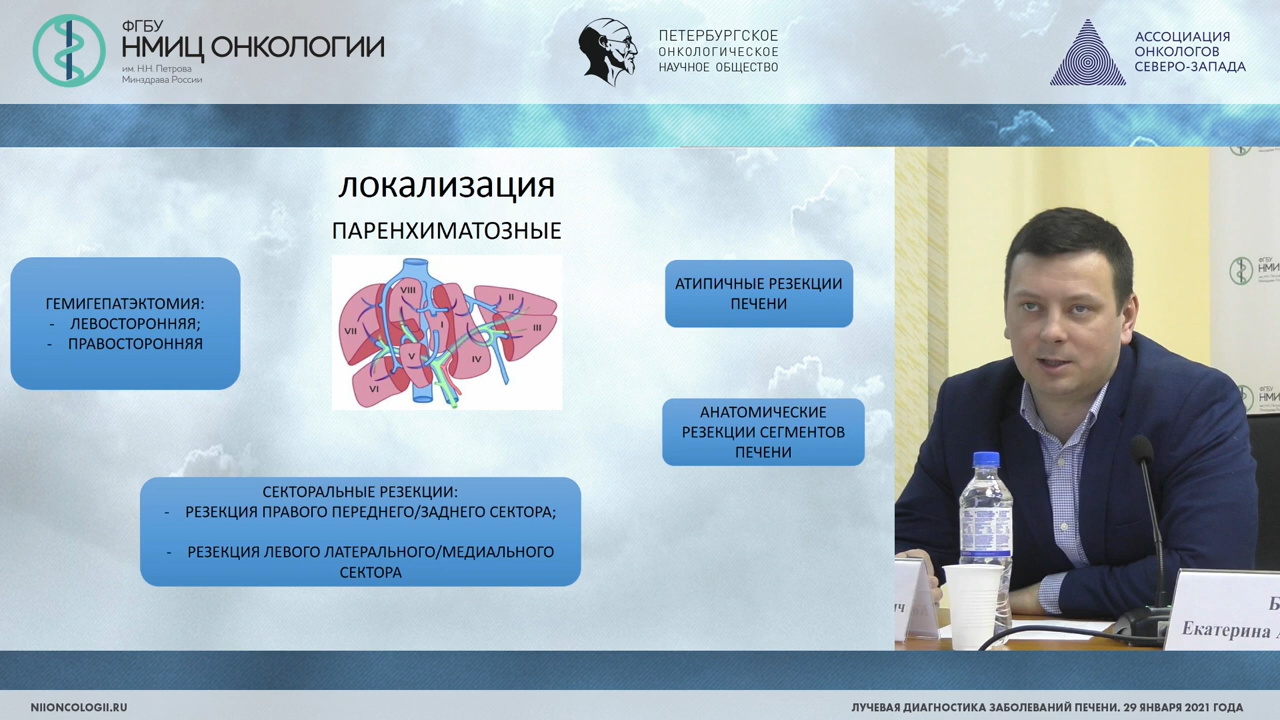 ФГБУ
НМИЦ ОНКОЛОГИИ
им. Н.Н. Петрова
Минздрава России
ПЕТЕРБУРГСКОЕ
ОНКОЛОГИЧЕСКОЕ
НАУЧНОЕ ОБЩЕСТВО
АССОЦИАЦИЯ
ОНКОЛОГОВ
СЕВЕРО-ЗАПАДА
ЛОКАЛИЗАЦИЯ
ПАРЕНХИМАТОЗНЫЕ
ГЕМИГЕПАТЭКТОМИЯ:
- ЛЕВОСТОРОННЯЯ;
- ПРАВОСТОРОННЯЯ
VIII
II
VII
I
III
V
IV
VI
АТИПИЧНЫЕ РЕЗЕКЦИИ
ПЕЧЕНИ
АНАТОМИЧЕСКИЕ
РЕЗЕКЦИИ СЕГМЕНТОВ
ПЕЧЕНИ
СЕКТОРАЛЬНЫЕ РЕЗЕКЦИИ:
- РЕЗЕКЦИЯ ПРАВОГО ПЕРЕДНЕГО/ЗАДНЕГО СЕКТОРА;
- РЕЗЕКЦИЯ ЛЕВОГО ЛАТЕРАЛЬНОГО/МЕДИАЛЬНОГО
СЕКТОРА
Екатерина
NIIONCOLOGII.RU
ЛУЧЕВАЯ ДИАГНОСТИКА ЗАБОЛЕВАНИЙ ПЕЧЕНИ. 29 ЯНВАРЯ 2021 ГОДА